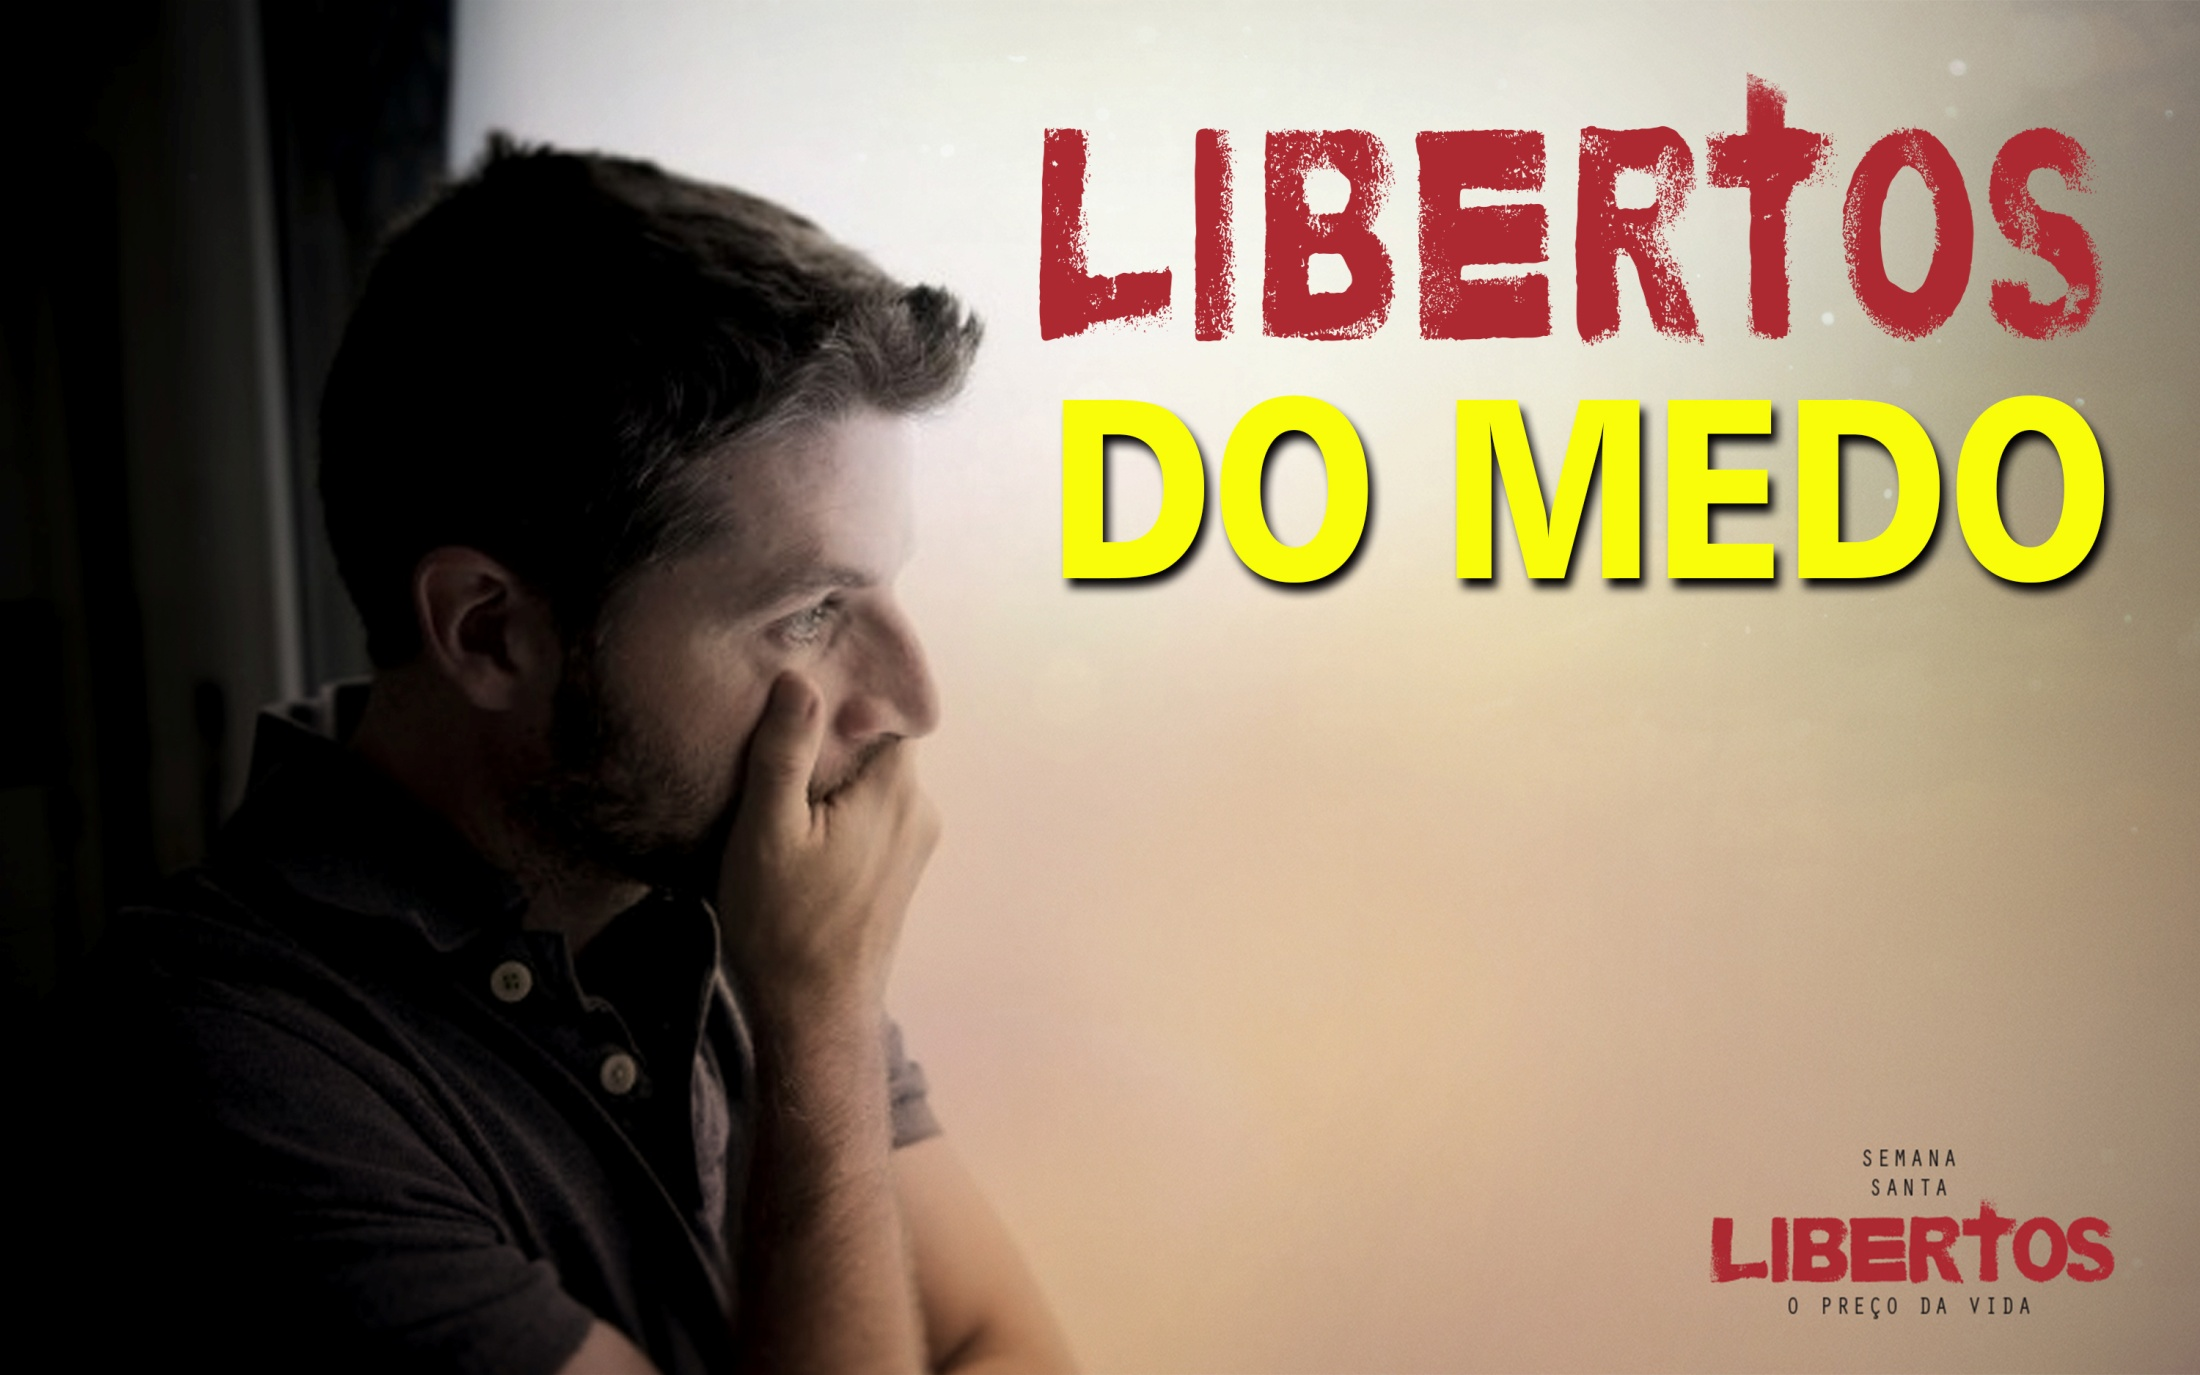 LIBERTOS
DO MEDO
SEMANA
SANTA
LIBERTOS
O PREÇO DA VIDA